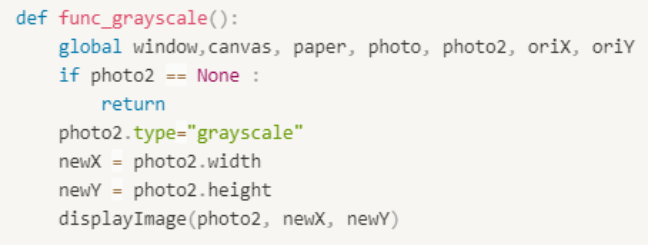 def func_grayscale():
    global window,canvas, paper, photo, photo2, oriX, oriY
    if photo2 == None :
        return
    photo2.type="grayscale"
    newX = photo2.width
    newY = photo2.height
    displayImage(photo2, newX, newY)